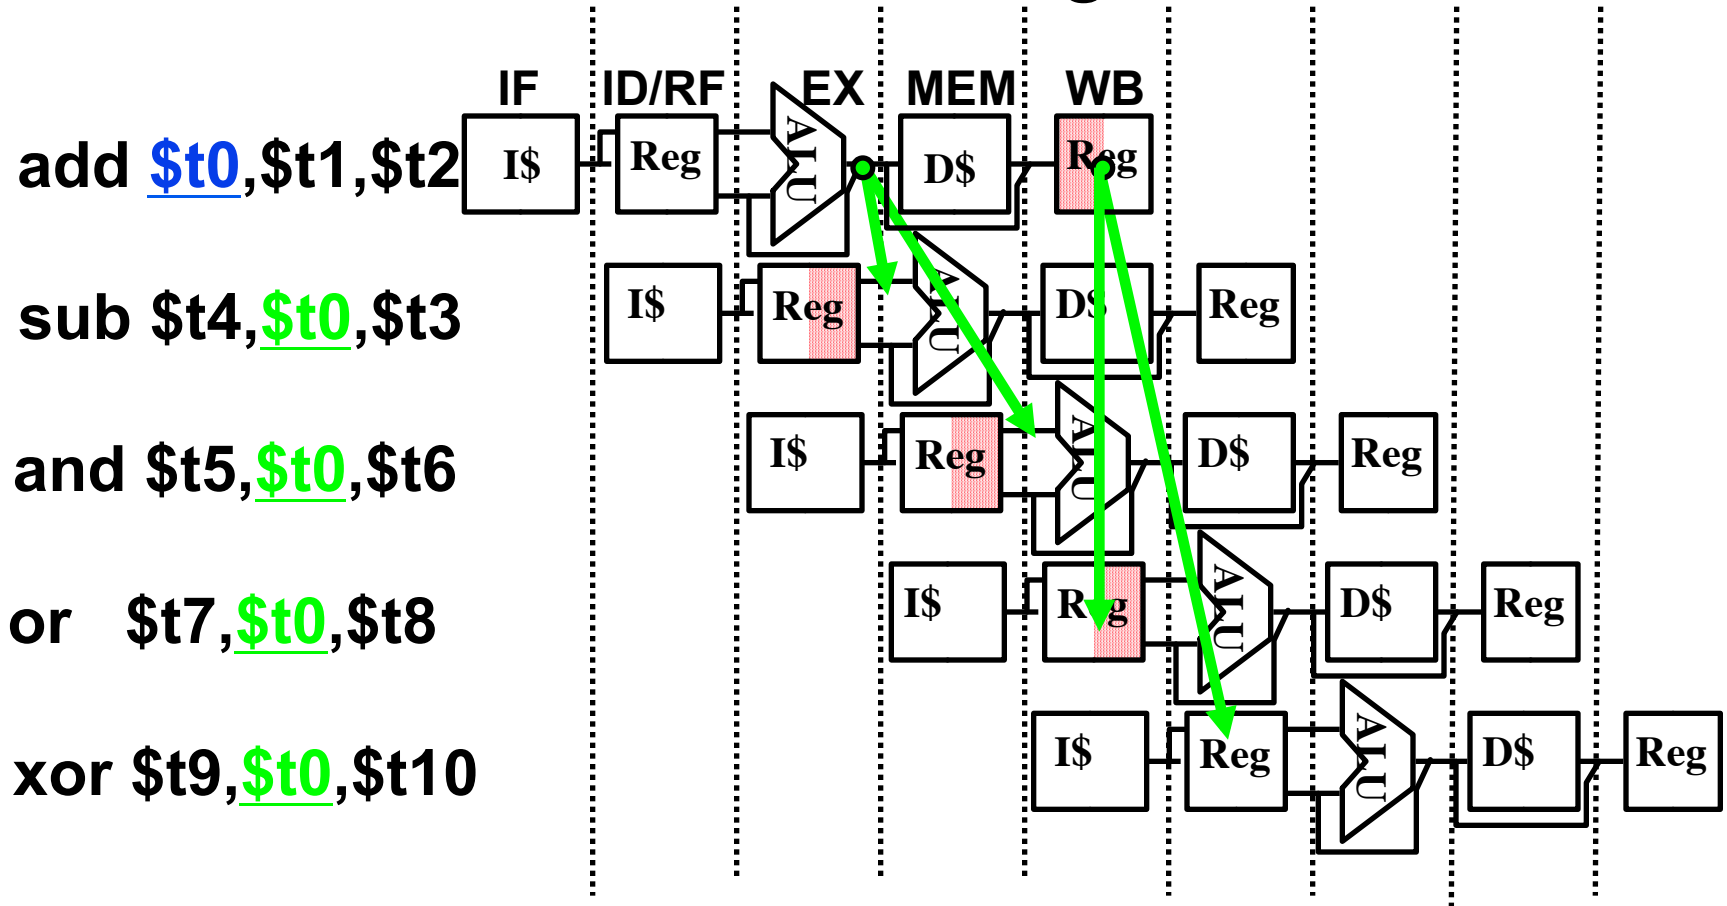 IF ID/RF EX MEM WB
add $t0,$t1,$t2 I$ Reg ALU D$ Reg
sub $t4,$t0,$t3 I$ Reg ALU D$ Reg
and $t5,$t0,$t6 I$ Reg ALU D$ Reg
or $t7,$t0,$t8 I$ Reg ALU D$ Reg
xor $t9,$t0,$t10 I$ Reg ALU D$ Reg